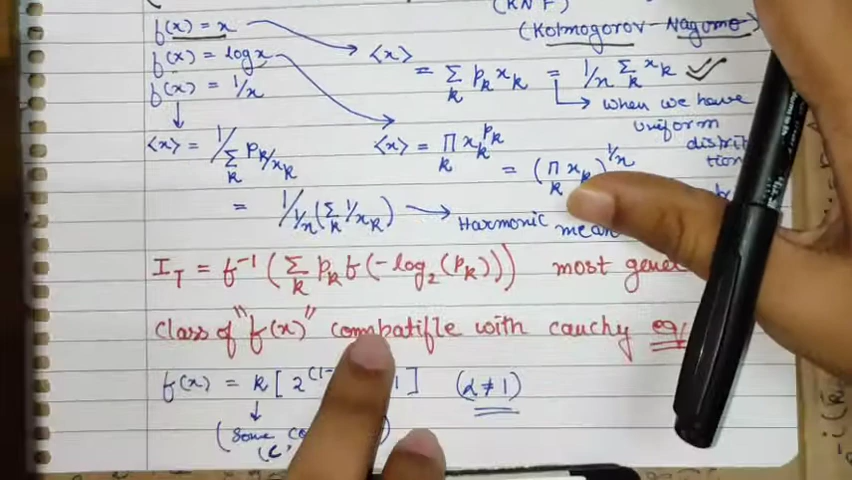 (KNF)
f(x) = x
(Kolmogorov-Nagumo)
f(x) = log x
<x> = Σ_k p_k x_k = 1/n Σ_k x_k ✓
f(x) = 1/x
when we have
uniform
<x> = 1/Σ_k p_k/x_k
<x> = Π_k x_k^{p_k} = (Π_k x_k)^{1/n}
= 1/ 1/n (Σ_k 1/x_k) → Harmonic mean
I_T = f^{-1} (Σ_k p_k f(-log_2(p_k))) most
class of "f(x)" compatible with cauchy
f(x) = k [2^ 1] (α ≠ 1)
(some